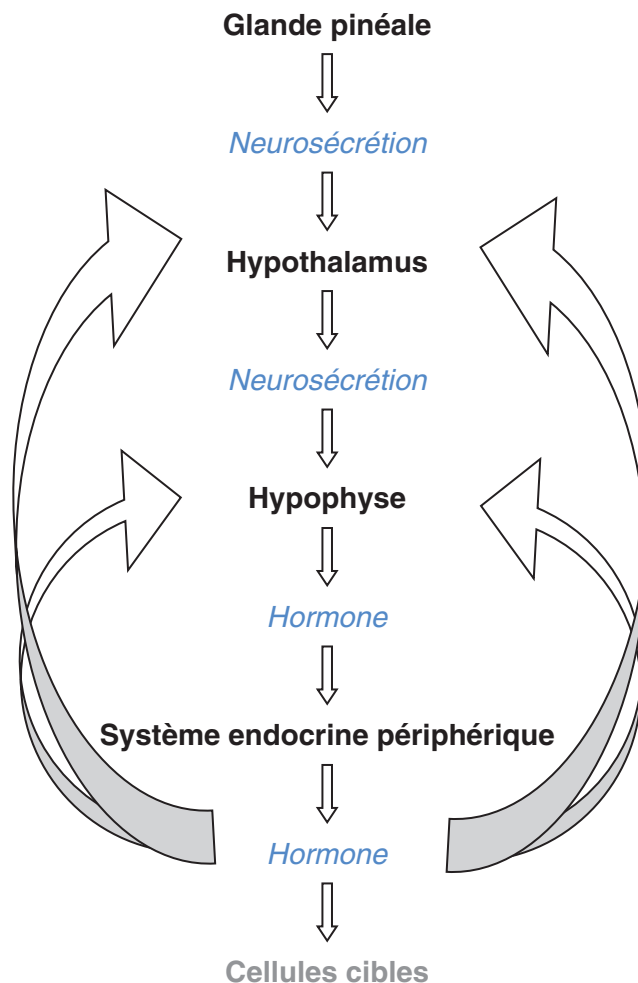 Glande pinéale
Neurosécrétion
Hypothalamus
Neurosécrétion
Hypophyse
Hormone
Système endocrine périphérique
Hormone
Cellules cibles